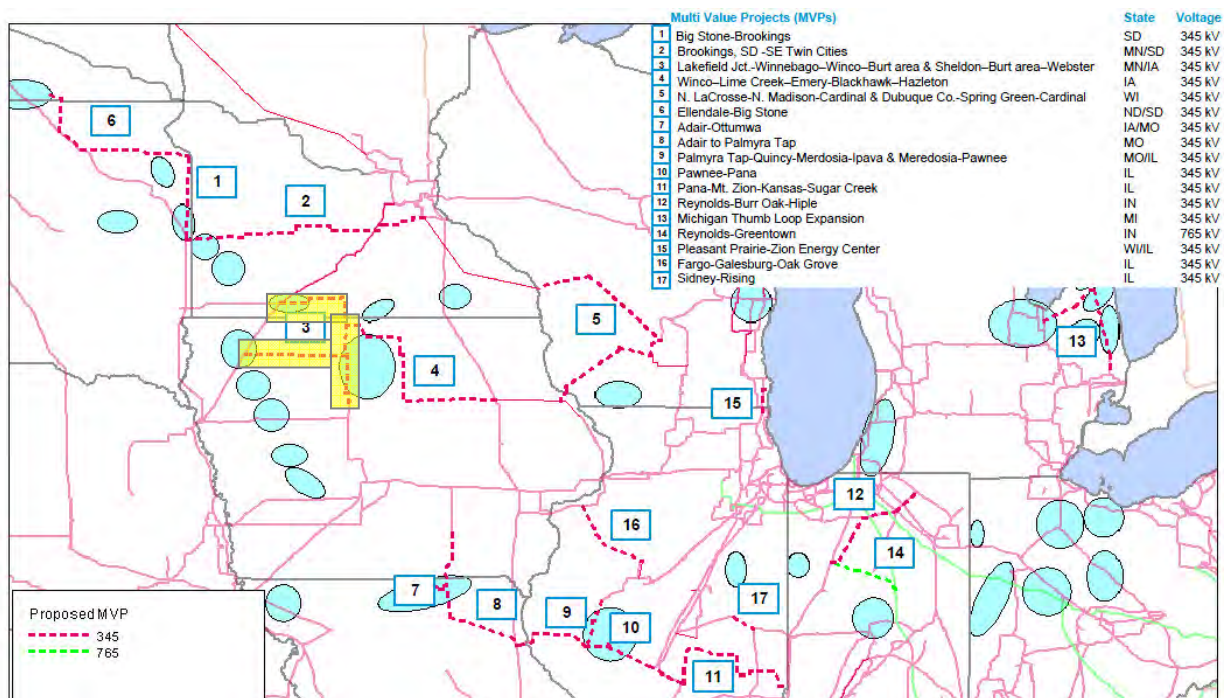 Multi Value Projects (MVPs) State Voltage
1 Big Stone-Brookings SD 345 kV
2 Brookings, SD -SE Twin Cities MN/SD 345 kV
3 Lakefield Jct.-Winnebago–Winco–Burt area & Sheldon–Burt area–Webster MN/IA 345 kV
4 Winco–Lime Creek–Emery-Blackhawk–Hazleton IA 345 kV
5 N. LaCrosse-N. Madison-Cardinal & Dubuque Co.-Spring Green-Cardinal WI 345 kV
6 Ellendale-Big Stone ND/SD 345 kV
7 Adair-Ottumwa IA/MO 345 kV
8 Adair to Palmyra Tap MO 345 kV
9 Palmyra Tap-Quincy-Merdosia-Ipava & Meredosia-Pawnee MO/IL 345 kV
10 Pawnee-Pana IL 345 kV
11 Pana-Mt. Zion-Kansas-Sugar Creek IL 345 kV
12 Reynolds-Burr Oak-Hiple IN 345 kV
13 Michigan Thumb Loop Expansion MI 345 kV
14 Reynolds-Greentown IN 765 kV
15 Pleasant Prairie-Zion Energy Center WI/IL 345 kV
16 Fargo-Galesburg-Oak Grove IL 345 kV
17 Sidney-Rising IL 345 kV
6
1
2
3
5
13
4
15
12
16
14
7
8
9
10
17
11
Proposed MVP
345
765